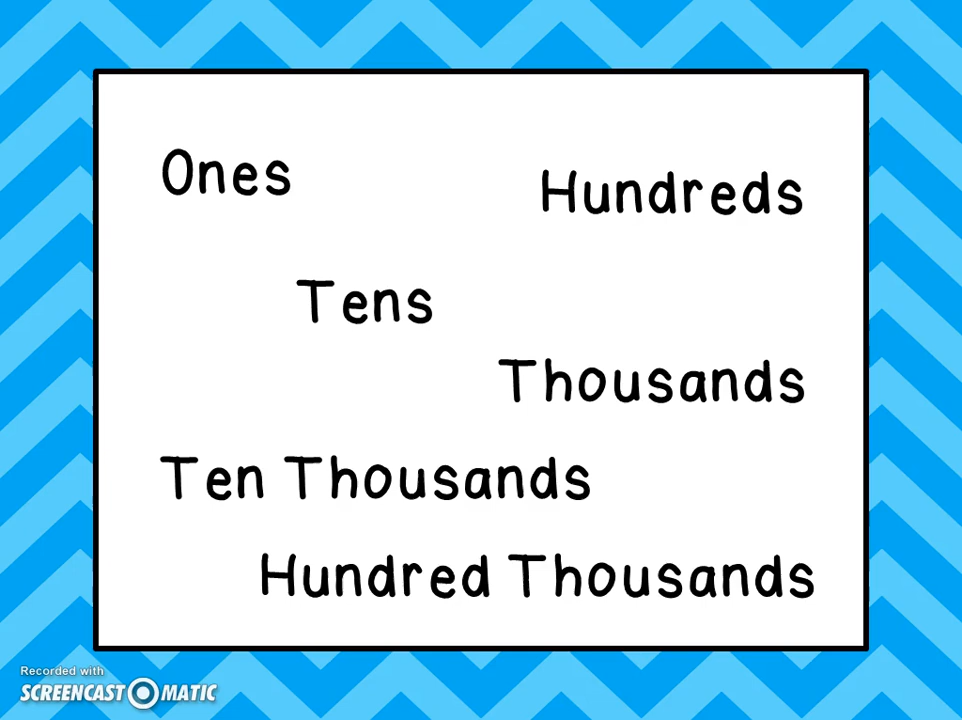 Ones
Hundreds
Tens
Thousands
Ten Thousands
Hundred Thousands
Recorded with
SCREENCAST MATIC